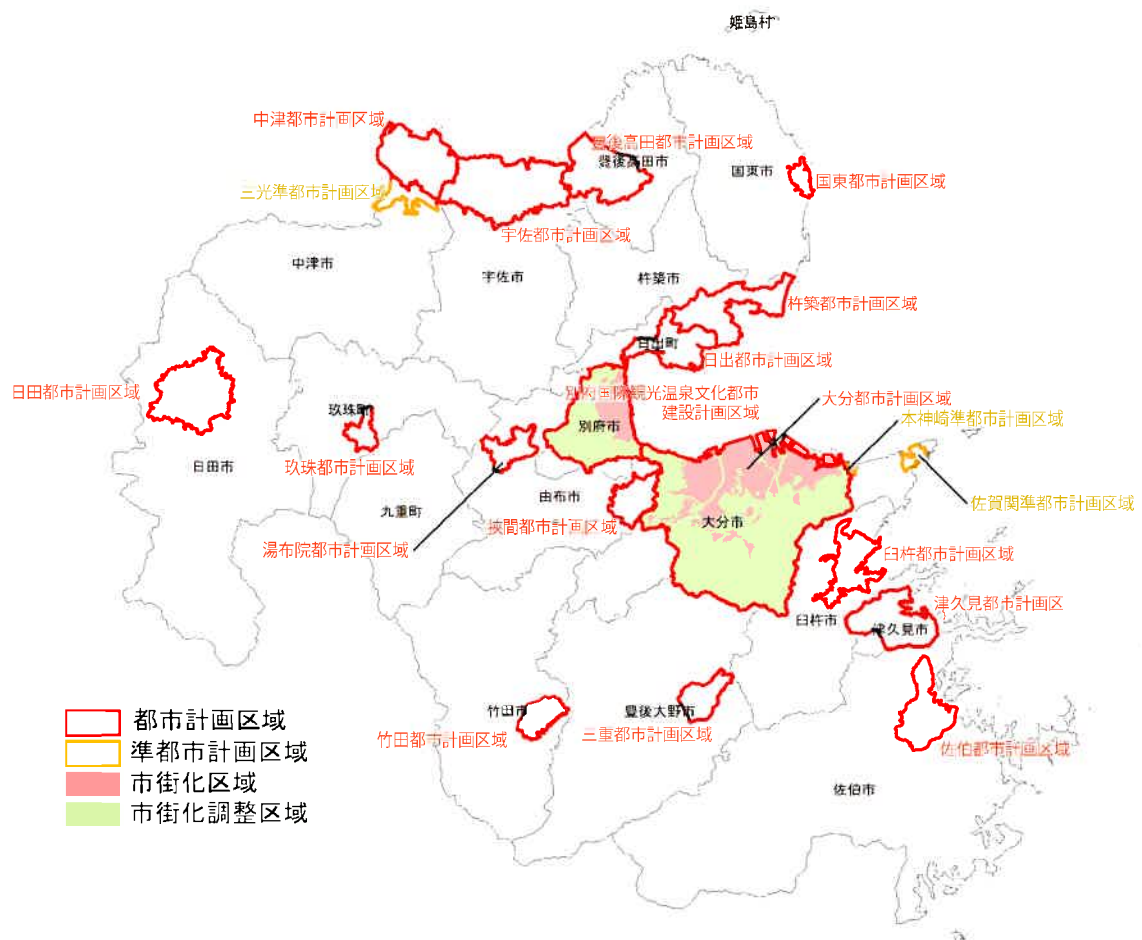 姫島村
中津都市計画区域
豊後高田都市計画区域
豊後高田市
国東市
国東都市計画区域
三光準都市計画区域
宇佐都市計画区域
中津市
宇佐市
杵築市
杵築都市計画区域
日出町
日出都市計画区域
日田都市計画区域
別府国際観光温泉文化都市
建設計画区域
大分都市計画区域
玖珠町
別府市
本神崎準都市計画区域
日田市
玖珠都市計画区域
由布市
佐賀関準都市計画区域
九重町
挾間都市計画区域
大分市
湯布院都市計画区域
臼杵都市計画区域
津久見都市計画区
臼杵市
津久見市
竹田市
豊後大野市
竹田都市計画区域
三重都市計画区域
佐伯都市計画区域
佐伯市
都市計画区域
準都市計画区域
市街化区域
市街化調整区域